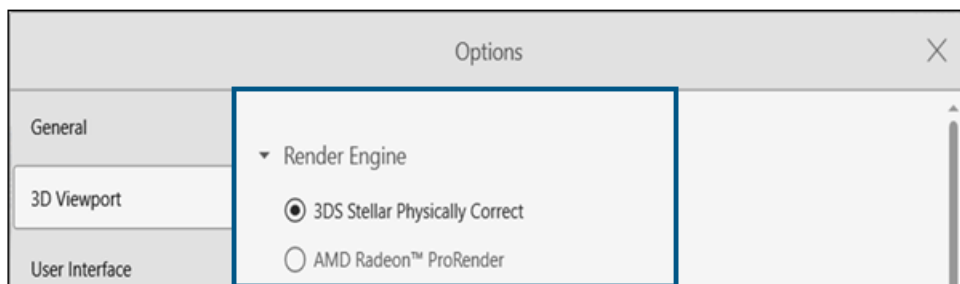 Options
General
Render Engine
3D Viewport
3DS Stellar Physically Correct
AMD Radeon™ ProRender
User Interface